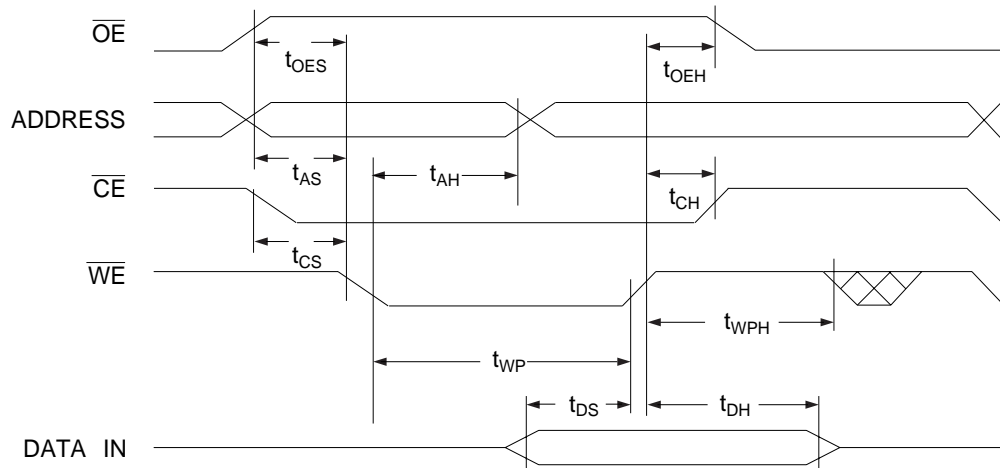 OE
tOES
tOEH
ADDRESS
tAS
tAH
CE
tCH
tCS
WE
tWPH
tWP
tDS
tDH
DATA IN